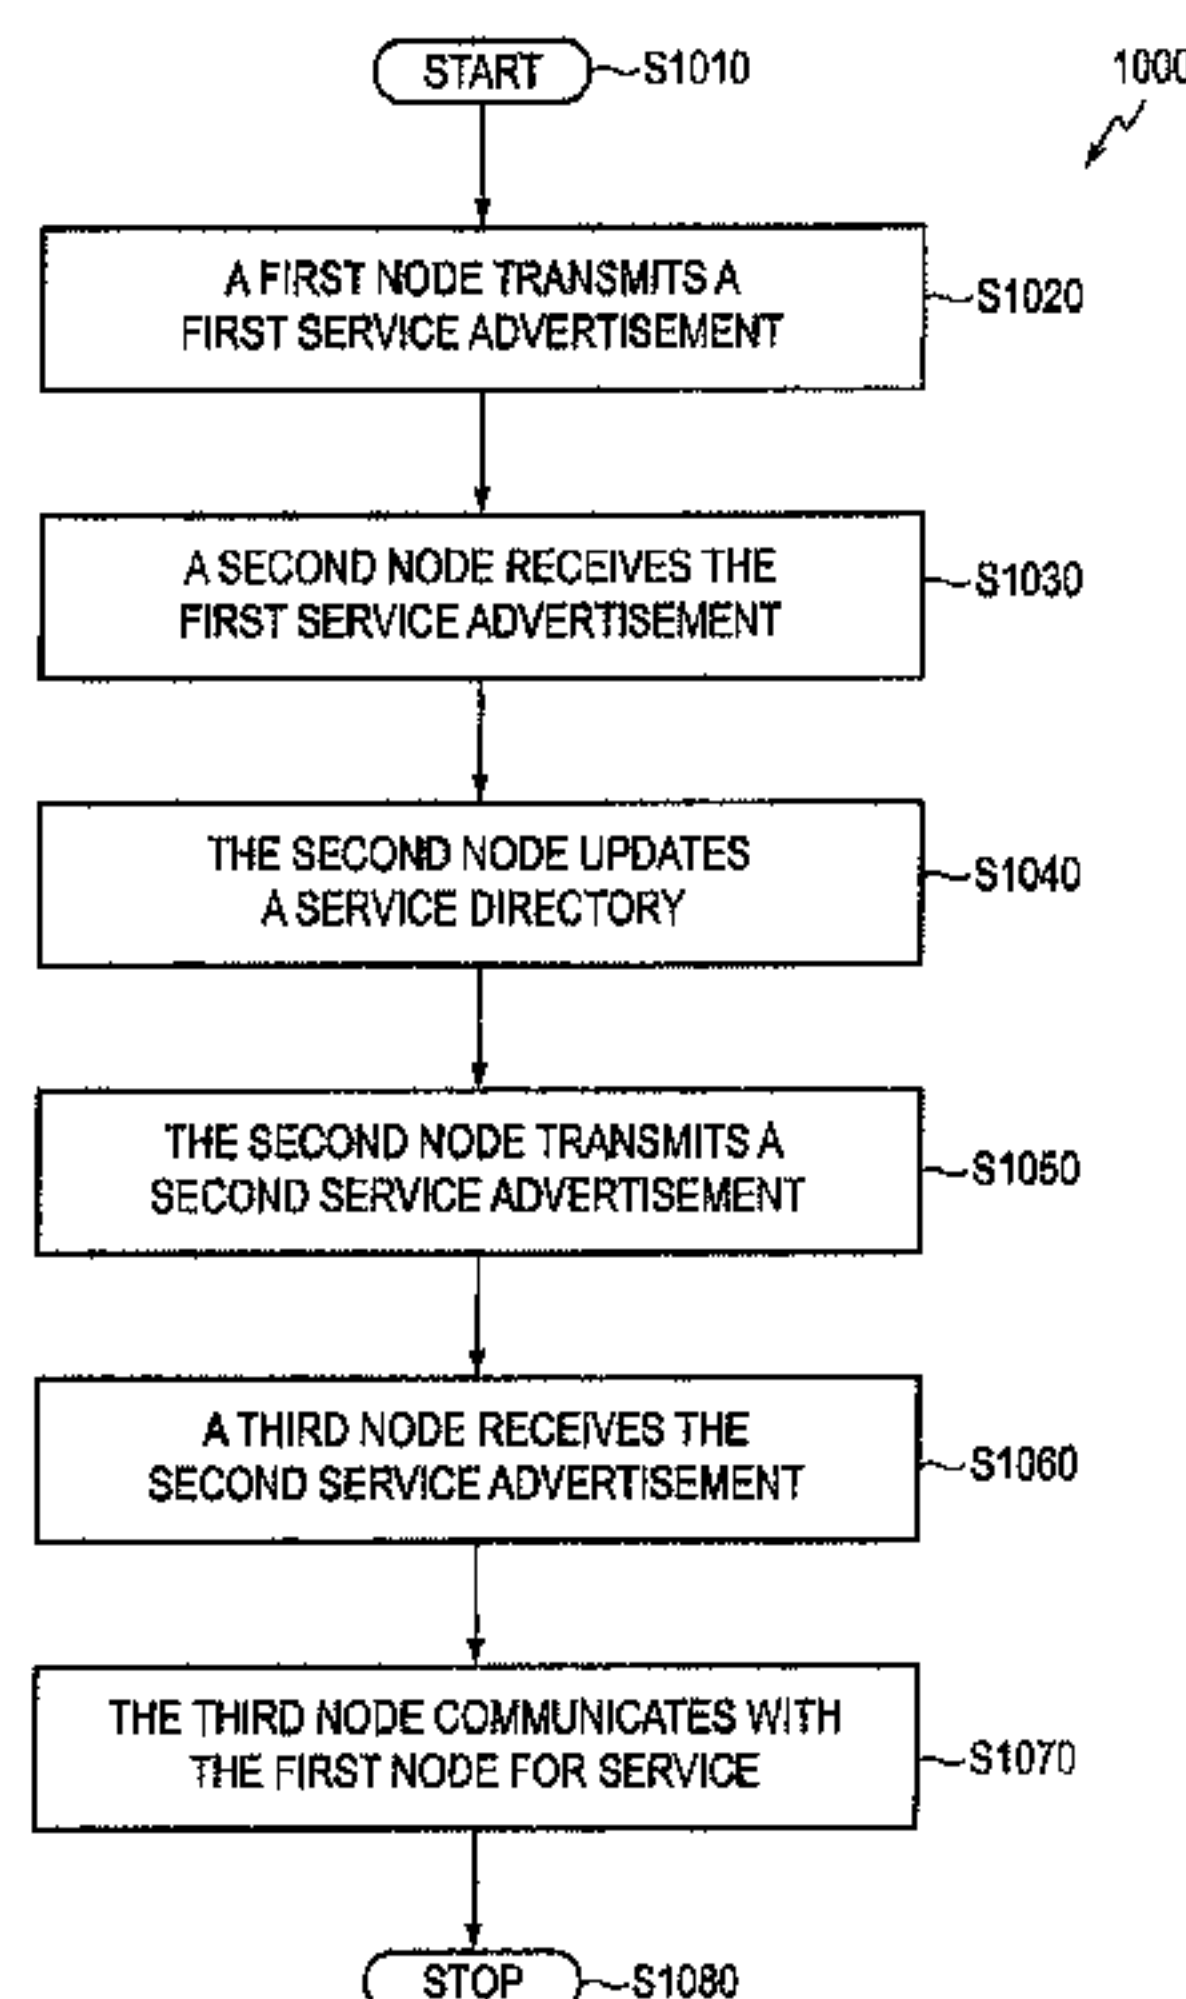 START
S1010
1000
A FIRST NODE TRANSMITS A
FIRST SERVICE ADVERTISEMENT
S1020
A SECOND NODE RECEIVES THE
FIRST SERVICE ADVERTISEMENT
S1030
THE SECOND NODE UPDATES
A SERVICE DIRECTORY
S1040
THE SECOND NODE TRANSMITS A
SECOND SERVICE ADVERTISEMENT
S1050
A THIRD NODE RECEIVES THE
SECOND SERVICE ADVERTISEMENT
S1060
THE THIRD NODE COMMUNICATES WITH
THE FIRST NODE FOR SERVICE
S1070
STOP
S1080